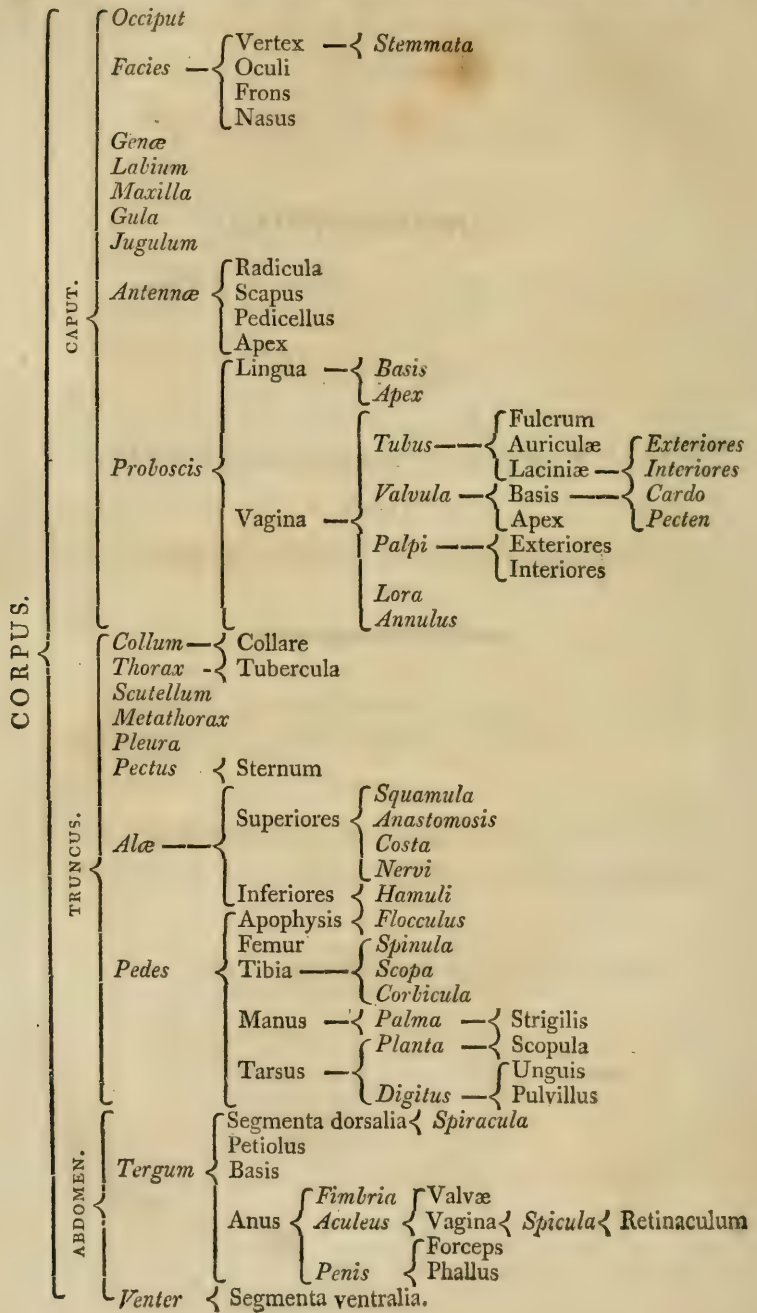 Occiput
Vertex — Stemmata
Facies — Oculi
Frons
Nasus
Genæ
Labium
Maxilla
Gula
Jugulum
CAPUT.
Radicula
Antennæ Scapus
Pedicellus
Apex
Lingua — Basis
Apex
Fulcrum
Tubus — Auriculæ Exteriores
Laciniæ — Interiores
Proboscis
Valvula — Basis — Cardo
Vagina — Apex Pecten
Palpi — Exteriores
Interiores
Lora
Annulus
CORPUS.
Collum — Collare
Thorax - Tubercula
Scutellum
Metathorax
Pleura
Pectus Sternum
TRUNCUS.
Squamula
Superiores Anastomosis
Alæ — Costa
Nervi
Inferiores Hamuli
Apophysis Flocculus
Femur Spinula
Pedes Tibia — Scopa
Corbicula
Manus — Palma — Strigilis
Planta — Scopula
Tarsus — Unguis
Digitus — Pulvillus
ABDOMEN.
Segmenta dorsalia Spiracula
Petiolus
Tergum Basis
Fimbria Valvæ
Anus Aculeus Vagina Spicula Retinaculum
Forceps
Penis Phallus
Venter Segmenta ventralia.